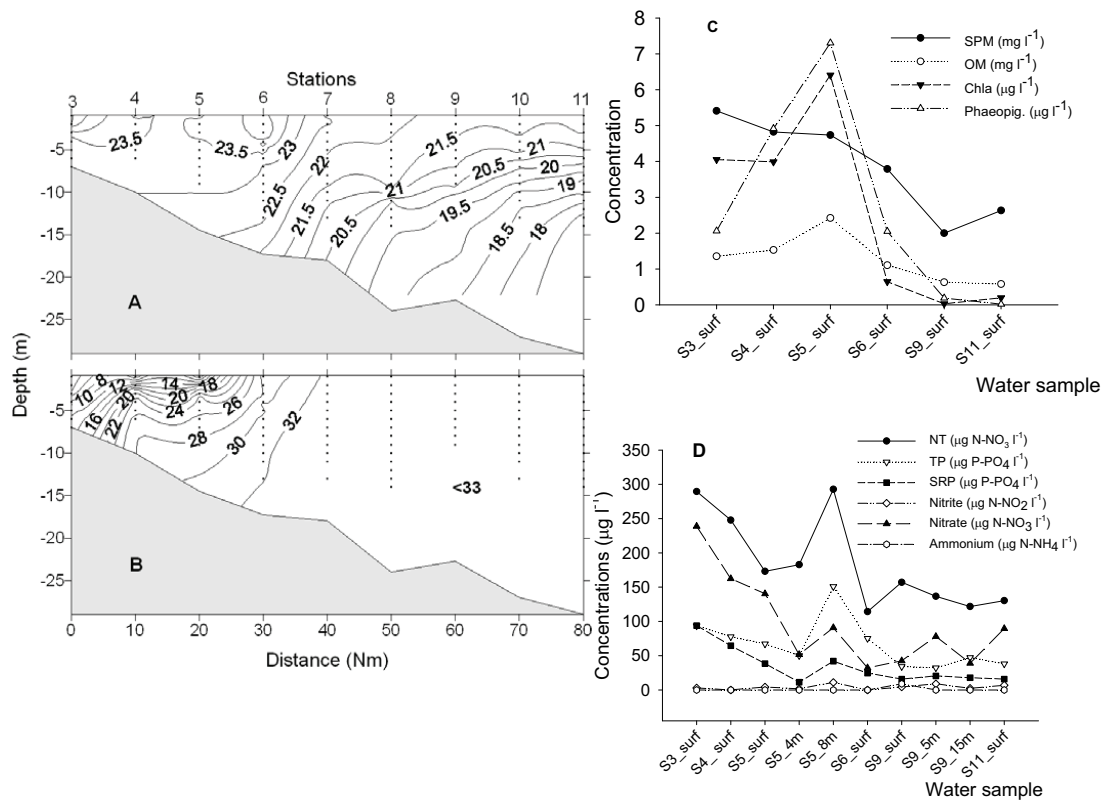 Stations
3 4 5 6 7 8 9 10 11
23.5
23.5
23
22.5
22
21.5
20.5
21
21.5
20.5
21
20
19
19.5
18.5
18
-5
-10
-15
-20
-25
A
Depth (m)
10
8
12
14
18
20
20
16
22
24
26
28
30
32
<33
-5
-10
-15
-20
-25
B
0 10 20 30 40 50 60 70 80
Distance (Nm)
C
SPM (mg l-1)
OM (mg l-1)
Chla (µg l-1)
Phaeopig. (µg l-1)
8
7
6
5
4
3
2
1
0
Concentration
S3_surf
S4_surf
S5_surf
S6_surf
S9_surf
S11_surf
Water sample
D
NT (µg N-NO3 l-1)
TP (µg P-PO4 l-1)
SRP (µg P-PO4 l-1)
Nitrite (µg N-NO2 l-1)
Nitrate (µg N-NO3 l-1)
Ammonium (µg N-NH4 l-1)
350
300
250
200
150
100
50
0
Concentrations (µg l-1)
S3_surf
S4_surf
S5_surf
S5_4m
S5_8m
S6_surf
S9_surf
S9_5m
S9_15m
S11_surf
Water sample